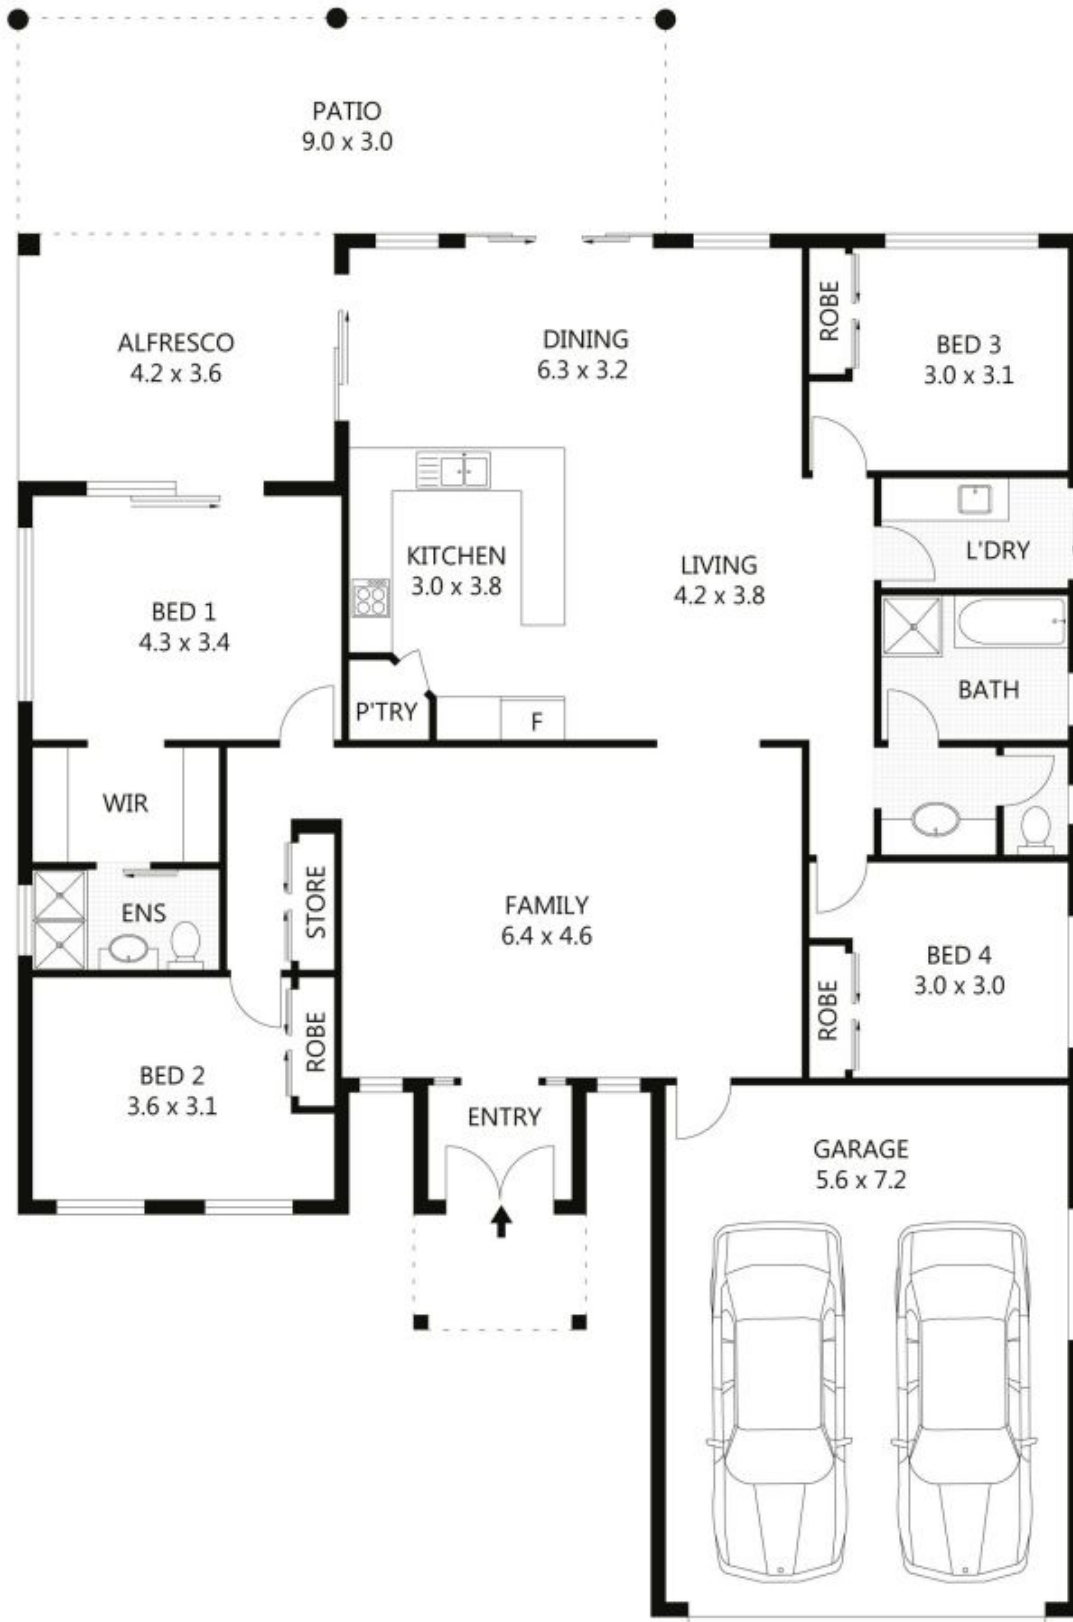 PATIO
9.0 x 3.0
ALFRESCO
4.2 x 3.6
DINING
6.3 x 3.2
ROBE
BED 3
3.0 x 3.1
KITCHEN
3.0 x 3.8
LIVING
4.2 x 3.8
L'DRY
BED 1
4.3 x 3.4
BATH
P'TRY
F
WIR
ENS
STORE
FAMILY
6.4 x 4.6
BED 4
3.0 x 3.0
ROBE
BED 2
3.6 x 3.1
ROBE
ENTRY
GARAGE
5.6 x 7.2